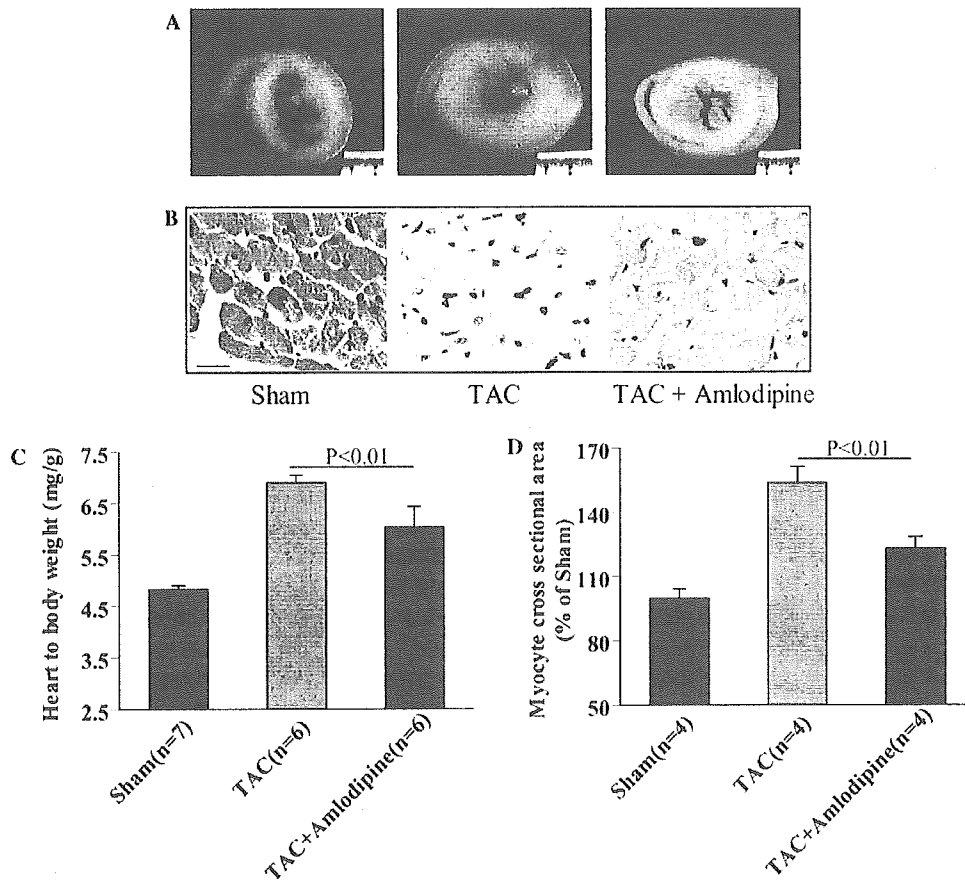 A
B
Sham TAC TAC + Amlodipine
C
Heart to body weight (mg/g)
7.5
6.5
5.5
4.5
3.5
2.5
P<0.01
Sham(n=7)
TAC(n=6)
TAC+Amlodipine(n=6)
D
Myocyte cross sectional area
(% of Sham)
170
140
110
80
50
P<0.01
Sham(n=4)
TAC(n=4)
TAC+Amlodipine(n=4)